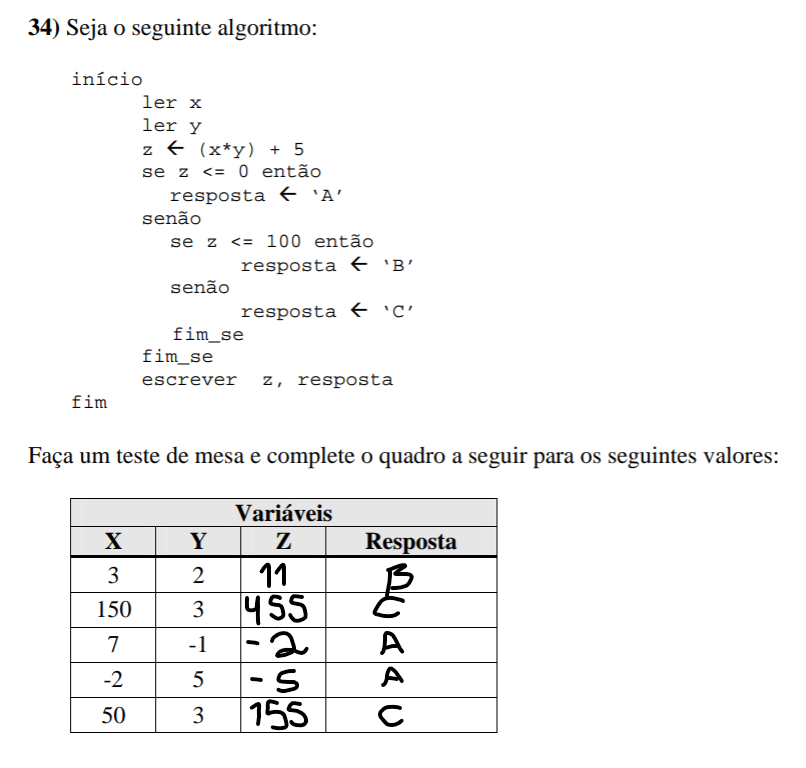 34) Seja o seguinte algoritmo:
início
ler x
ler y
z ← (x*y) + 5
se z <= 0 então
resposta ← ‘A’
senão
se z <= 100 então
resposta ← ‘B’
senão
resposta ← ‘C’
fim_se
fim_se
escrever z, resposta
fim
Faça um teste de mesa e complete o quadro a seguir para os seguintes valores:
Variáveis
X Y Z Resposta
3 2 11 B
150 3 455 C
7 -1 -2 A
-2 5 -5 A
50 3 155 C